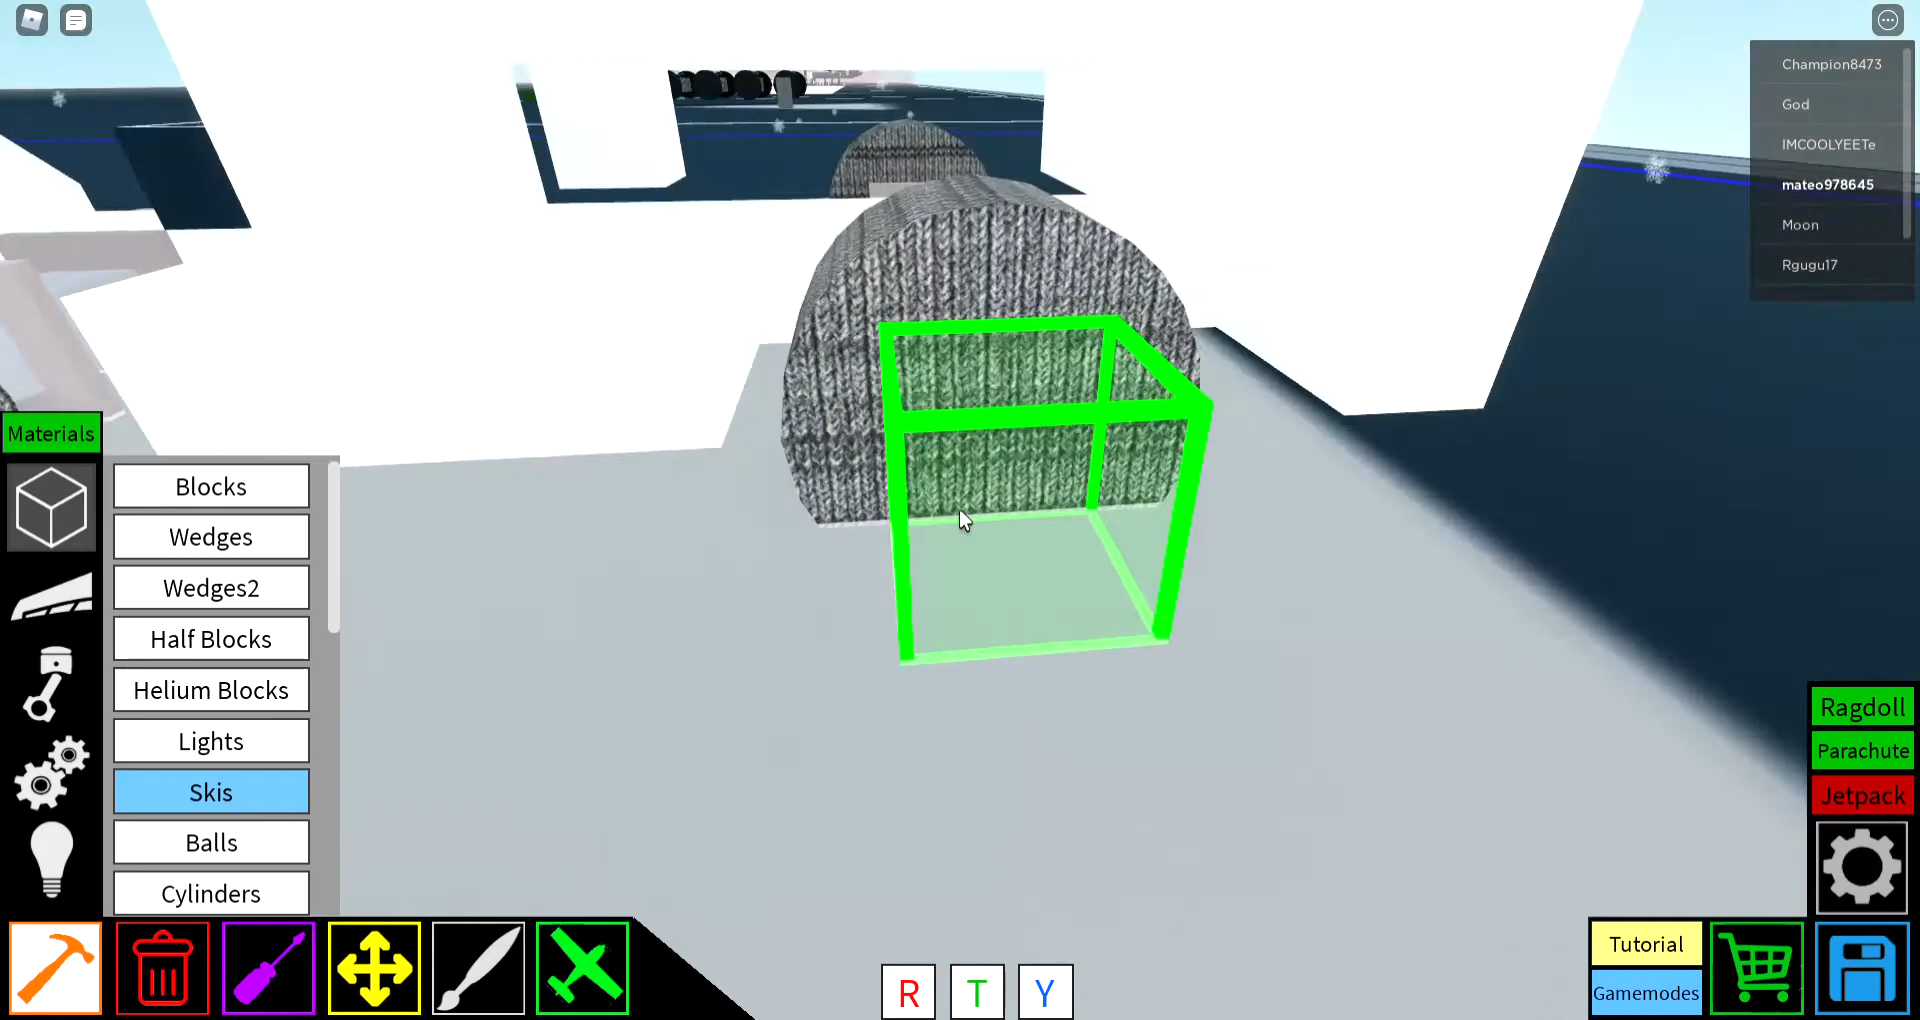 Champion8473
God
IMCOOLYEETe
mateo978645
Moon
Rgugu17
Materials
Blocks
Wedges
Wedges2
Half Blocks
Helium Blocks
Lights
Skis
Balls
Cylinders
Ragdoll
Parachute
Jetpack
Tutorial
Gamemodes
R T Y